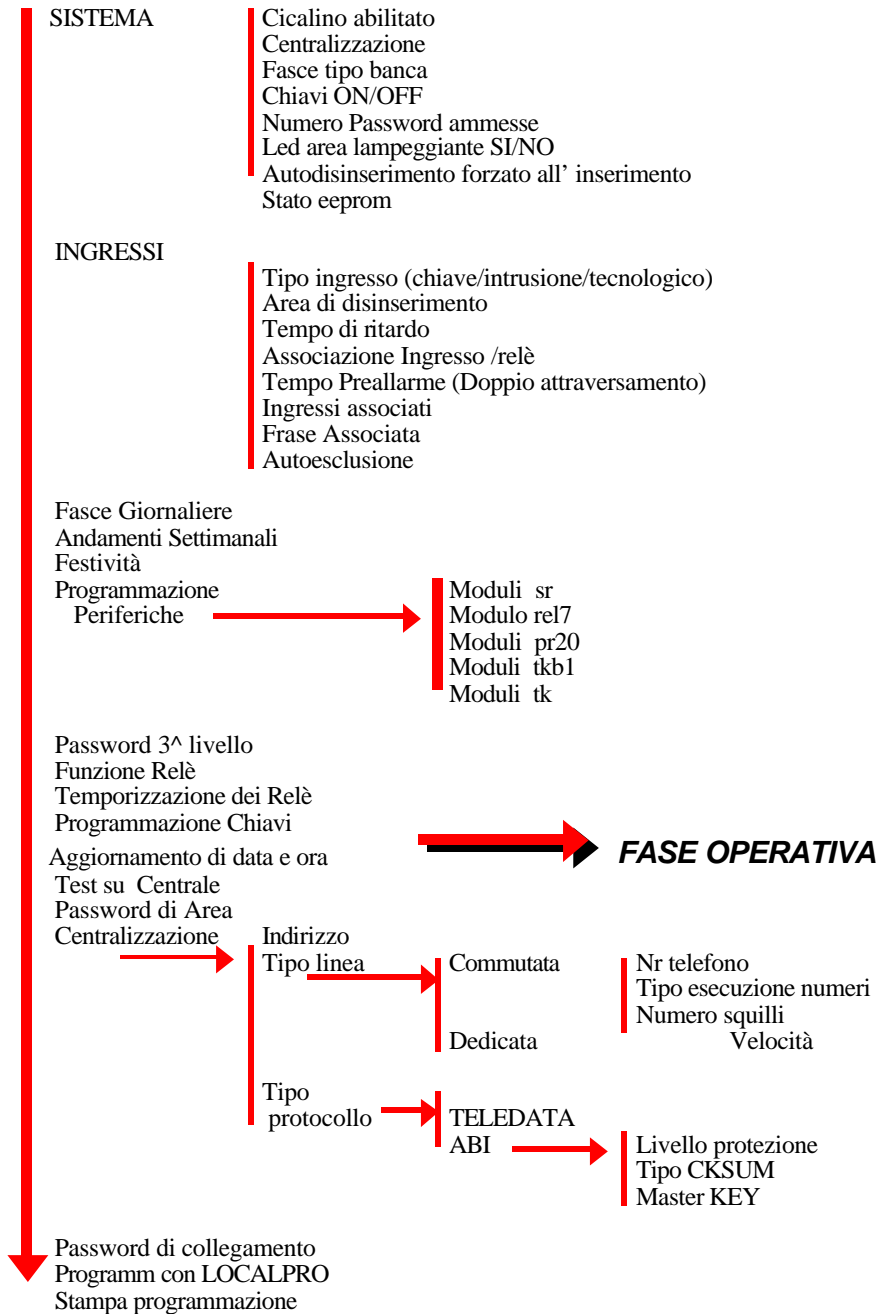 SISTEMA
Cicalino abilitato
Centralizzazione
Fasce tipo banca
Chiavi ON/OFF
Numero Password ammesse
Led area lampeggiante SI/NO
Autodisinserimento forzato all' inserimento
Stato eeprom
INGRESSI
Tipo ingresso (chiave/intrusione/tecnologico)
Area di disinserimento
Tempo di ritardo
Associazione Ingresso /relè
Tempo Preallarme (Doppio attraversamento)
Ingressi associati
Frase Associata
Autoesclusione
Fasce Giornaliere
Andamenti Settimanali
Festività
Programmazione
Periferiche
Moduli sr
Modulo rel7
Moduli pr20
Moduli tkb1
Moduli tk
Password 3^ livello
Funzione Relè
Temporizzazione dei Relè
Programmazione Chiavi
Aggiornamento di data e ora
FASE OPERATIVA
Test su Centrale
Password di Area
Centralizzazione
Indirizzo
Tipo linea
Commutata
Nr telefono
Tipo esecuzione numeri
Numero squilli
Dedicata
Velocità
Tipo
protocollo
TELEDATA
ABI
Livello protezione
Tipo CKSUM
Master KEY
Password di collegamento
Programm con LOCALPRO
Stampa programmazione